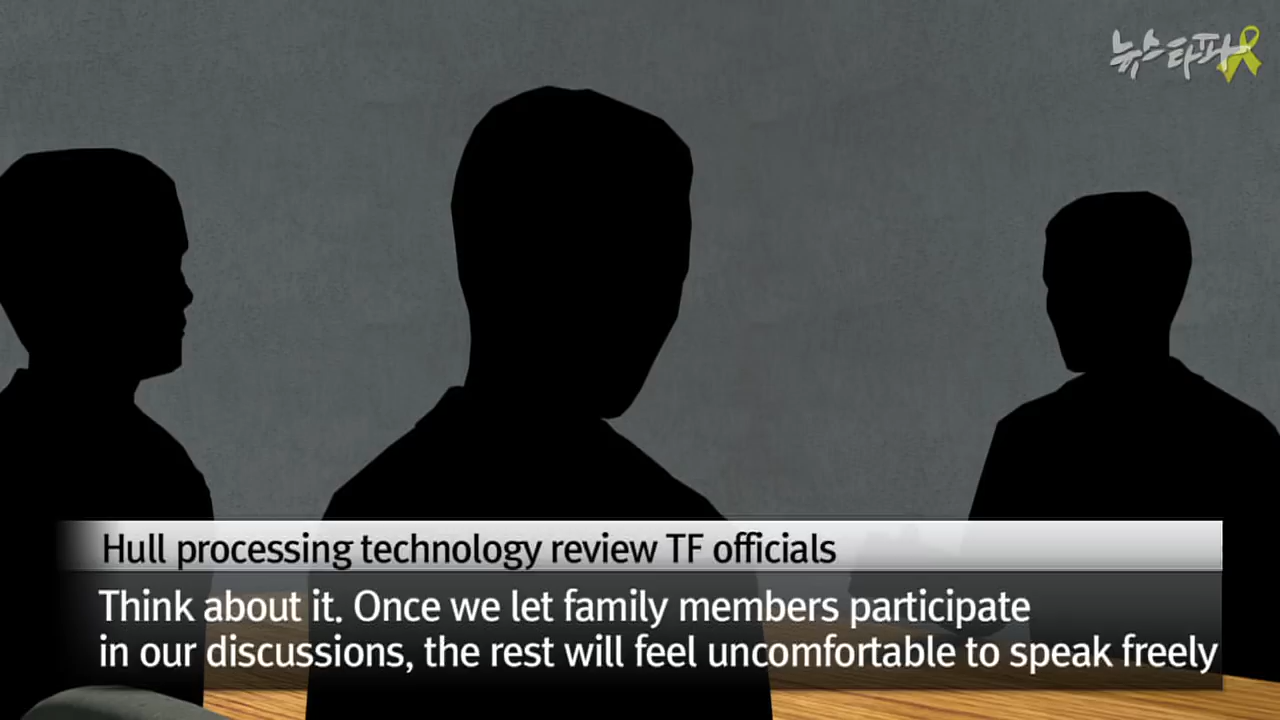 뉴스타파
Hull processing technology review TF officials
Think about it. Once we let family members participate
in our discussions, the rest will feel uncomfortable to speak freely